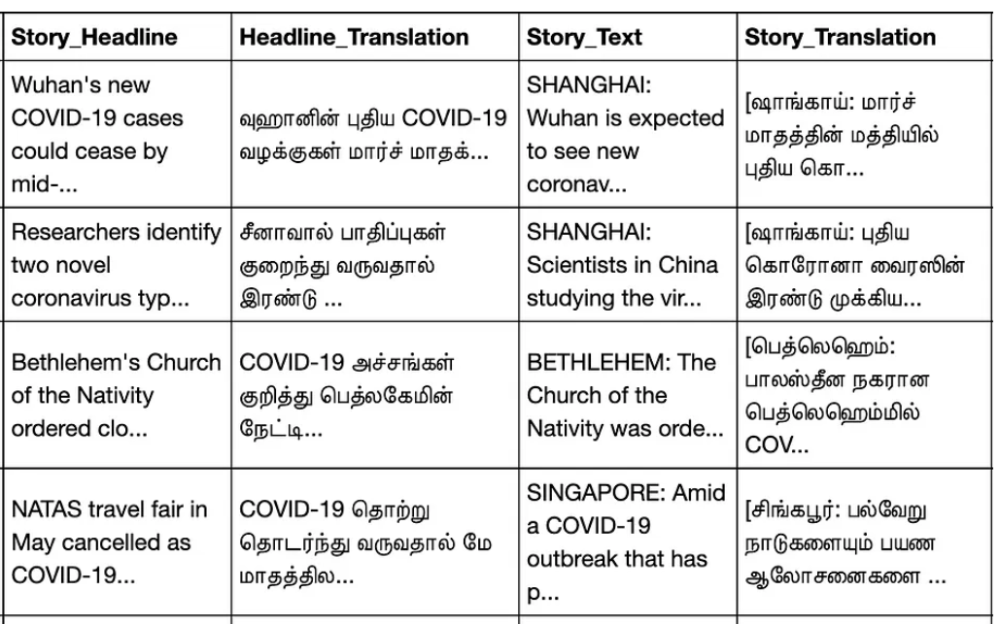 Story_Headline
Headline_Translation
Story_Text
Story_Translation
Wuhan's new
COVID-19 cases
could cease by
mid-...
வுஹானின் புதிய COVID-19
வழக்குகள் மார்ச் மாதக்...
SHANGHAI:
Wuhan is expected
to see new
coronav...
[ஷாங்காய்: மார்ச்
மாதத்தின் மத்தியில்
புதிய கொ...
Researchers identify
two novel
coronavirus typ...
சீனாவால் பாதிப்புகள்
குறைந்து வருவதால்
இரண்டு ...
SHANGHAI:
Scientists in China
studying the vir...
[ஷாங்காய்: புதிய
கொரோனா வைரஸின்
இரண்டு முக்கிய...
Bethlehem's Church
of the Nativity
ordered clo...
COVID-19 அச்சங்கள்
குறித்து பெத்லகேமின்
நேட்டி...
BETHLEHEM: The
Church of the
Nativity was orde...
[பெத்லெஹெம்:
பாலஸ்தீன நகரான
பெத்லெஹெம்மில்
COV...
NATAS travel fair in
May cancelled as
COVID-19...
COVID-19 தொற்று
தொடர்ந்து வருவதால் மே
மாதத்தில...
SINGAPORE: Amid
a COVID-19
outbreak that has
p...
[சிங்கபூர்: பல்வேறு
நாடுகளையும் பயண
ஆலோசனைகளை ...